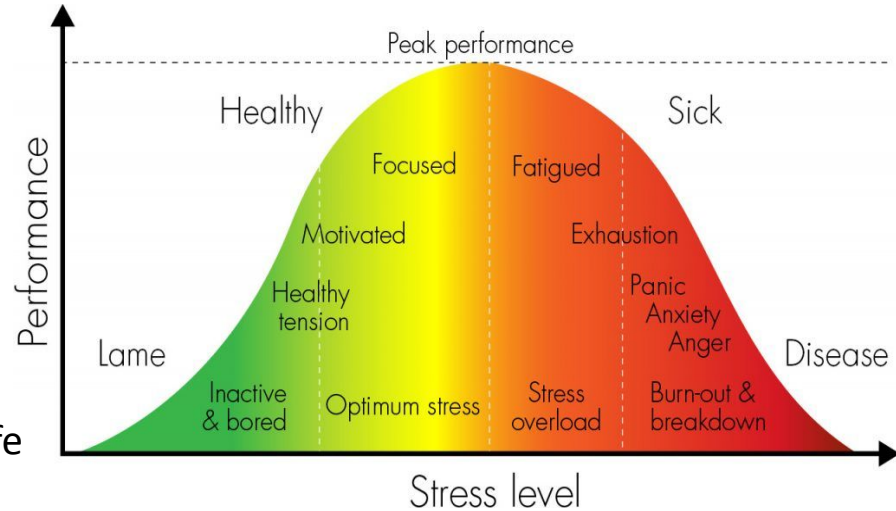 Peak performance
Healthy
Sick
Focused
Fatigued
Motivated
Exhaustion
Healthy
tension
Panic
Anxiety
Anger
Lame
Disease
Inactive
& bored
Optimum stress
Stress
overload
Burn-out &
breakdown
Performance
Stress level
fe